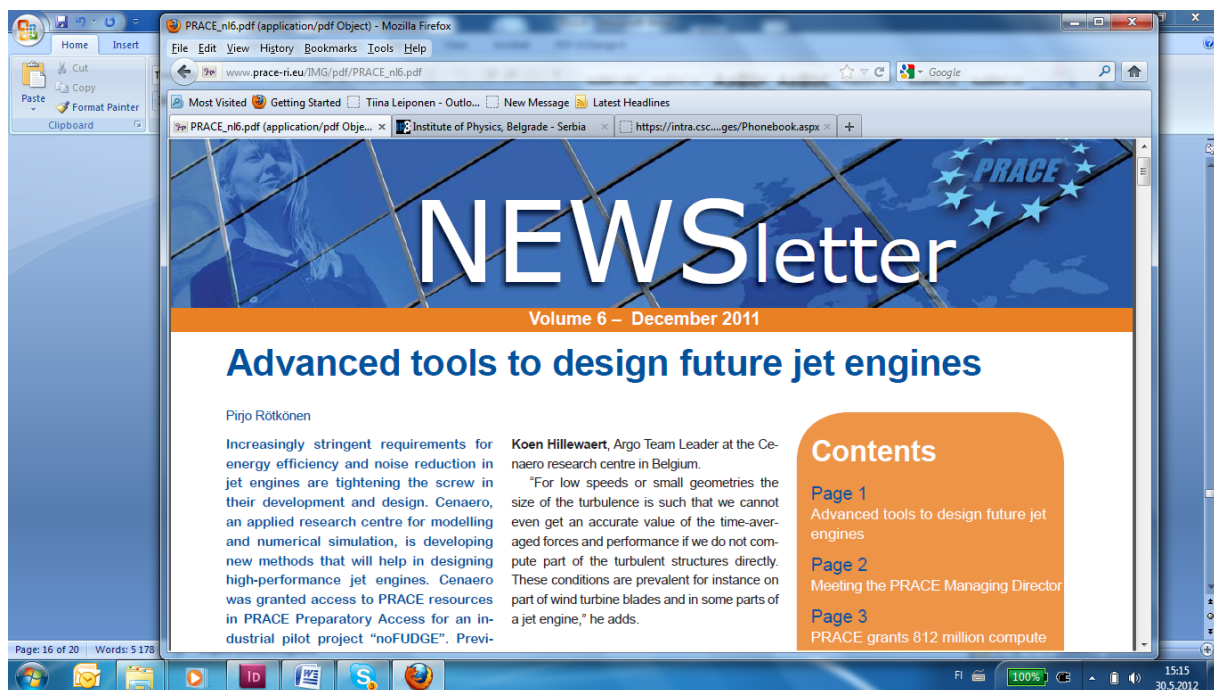 PRACE_nl6.pdf (application/pdf Object) - Mozilla Firefox
Home Insert
File Edit View History Bookmarks Tools Help
Cut
Copy
Paste
Format Painter
Clipboard
www.prace-ri.eu/IMG/pdf/PRACE_nl6.pdf
Google
Most Visited Getting Started Tiina Leiponen - Outlo... New Message Latest Headlines
PRACE_nl6.pdf (application/pdf Obje... Institute of Physics, Belgrade - Serbia https://intra.csc....ges/Phonebook.aspx
PRACE
NEWSletter
Volume 6 – December 2011
Advanced tools to design future jet engines
Pirjo Rötkönen
Increasingly stringent requirements for
energy efficiency and noise reduction in
jet engines are tightening the screw in
their development and design. Cenaero,
an applied research centre for modelling
and numerical simulation, is developing
new methods that will help in designing
high-performance jet engines. Cenaero
was granted access to PRACE resources
in PRACE Preparatory Access for an in-
dustrial pilot project “noFUDGE”. Previ-
Koen Hillewaert, Argo Team Leader at the Ce-
naero research centre in Belgium.
“For low speeds or small geometries the
size of the turbulence is such that we cannot
even get an accurate value of the time-aver-
aged forces and performance if we do not com-
pute part of the turbulent structures directly.
These conditions are prevalent for instance on
part of wind turbine blades and in some parts of
a jet engine,” he adds.
Contents
Page 1
Advanced tools to design future jet
engines
Page 2
Meeting the PRACE Managing Director
Page 3
PRACE grants 812 million compute
Page: 16 of 20 Words: 5 178
ID
FI
100%
15:15
30.5.2012